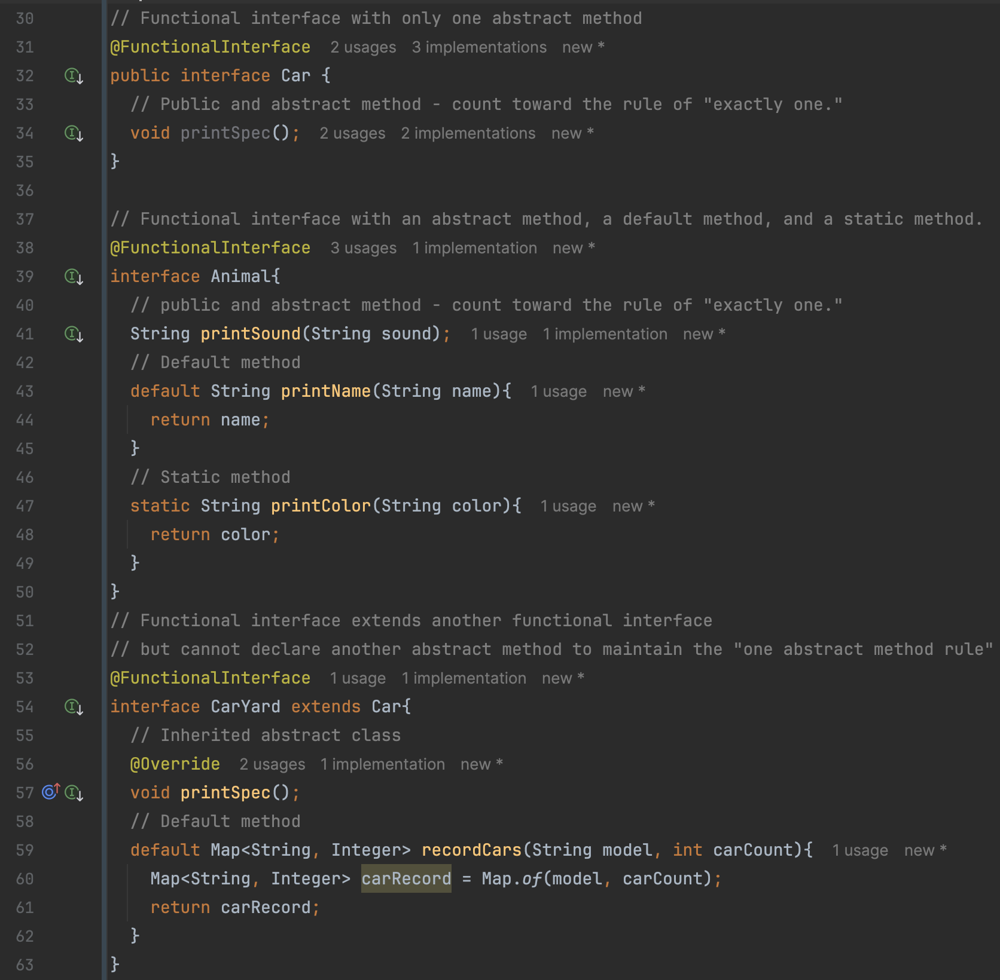 30 // Functional interface with only one abstract method
31 @FunctionalInterface 2 usages 3 implementations new *
32 public interface Car {
33 // Public and abstract method - count toward the rule of "exactly one."
34 void printSpec(); 2 usages 2 implementations new *
35 }
36
37 // Functional interface with an abstract method, a default method, and a static method.
38 @FunctionalInterface 3 usages 1 implementation new *
39 interface Animal{
40 // public and abstract method - count toward the rule of "exactly one."
41 String printSound(String sound); 1 usage 1 implementation new *
42 // Default method
43 default String printName(String name){ 1 usage new *
44 return name;
45 }
46 // Static method
47 static String printColor(String color){ 1 usage new *
48 return color;
49 }
50 }
51 // Functional interface extends another functional interface
52 // but cannot declare another abstract method to maintain the "one abstract method rule"
53 @FunctionalInterface 1 usage 1 implementation new *
54 interface CarYard extends Car{
55 // Inherited abstract class
56 @Override 2 usages 1 implementation new *
57 void printSpec();
58 // Default method
59 default Map<String, Integer> recordCars(String model, int carCount){ 1 usage new *
60 Map<String, Integer> carRecord = Map.of(model, carCount);
61 return carRecord;
62 }
63 }